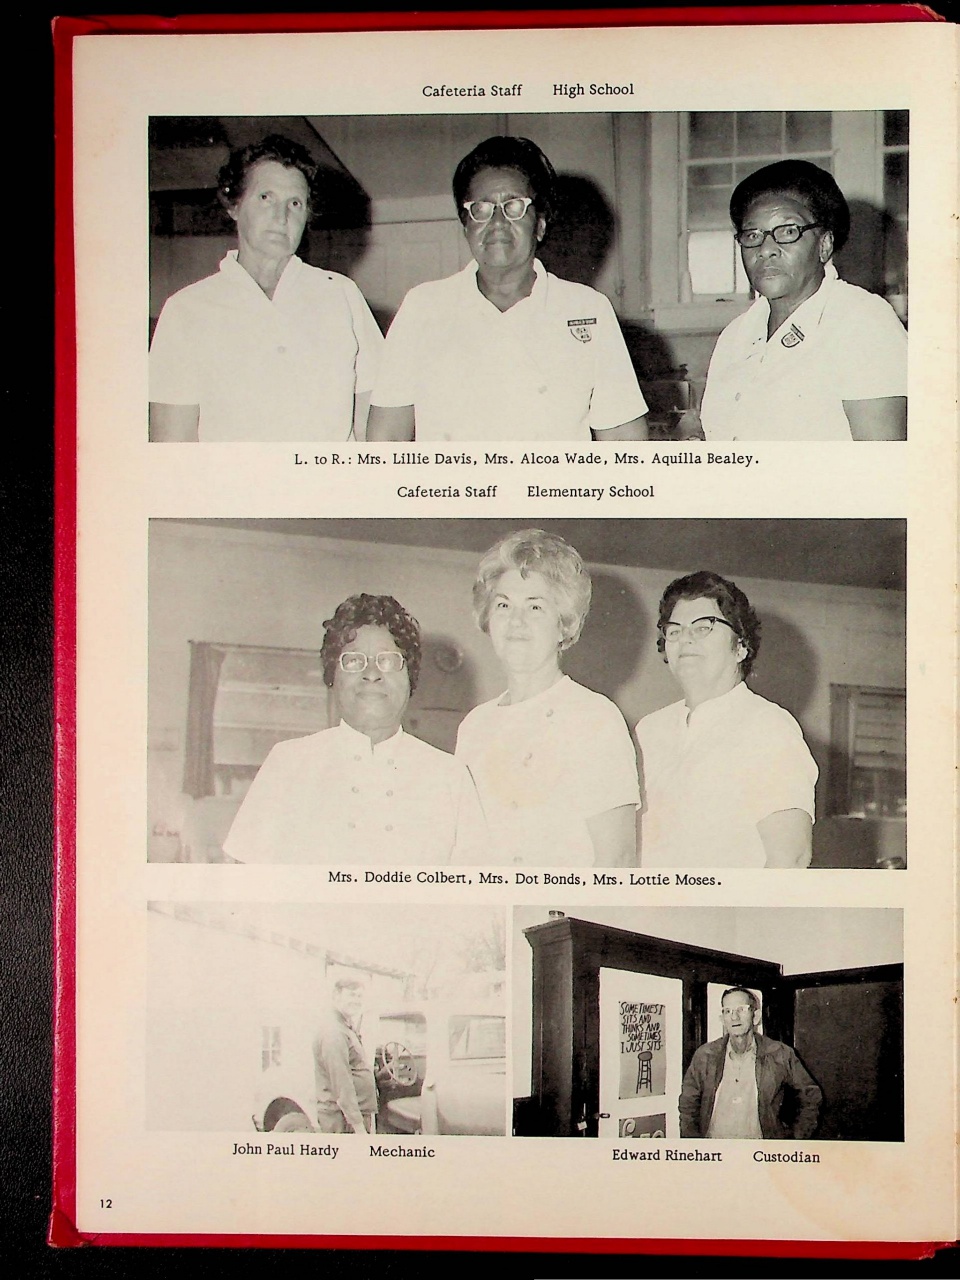 Cafeteria Staff High School
L. to R.: Mrs. Lillie Davis, Mrs. Alcoa Wade, Mrs. Aquilla Bealey.
Cafeteria Staff Elementary School
Mrs. Doddie Colbert, Mrs. Dot Bonds, Mrs. Lottie Moses.
SOMETIMES I
SITS AND
THINKS AND
SOMETIMES
I JUST SITS-
John Paul Hardy Mechanic
Edward Rinehart Custodian
12